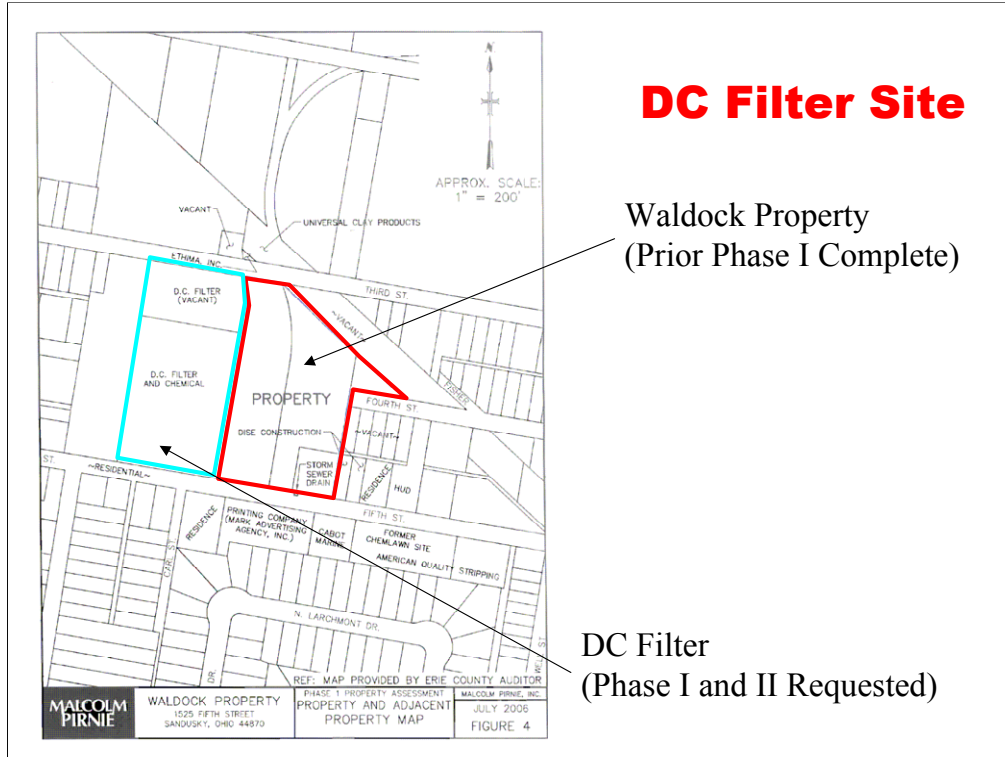 DC Filter Site
N
APPROX. SCALE:
1" = 200'
VACANT
UNIVERSAL CLAY PRODUCTS
Waldock Property
(Prior Phase I Complete)
ETHIMA, INC.
D.C. FILTER
(VACANT)
THIRD ST.
~VACANT~
D.C. FILTER
AND CHEMICAL
PROPERTY
FISHER
FOURTH ST.
DISE CONSTRUCTION
~VACANT~
ST.
~RESIDENTIAL~
STORM
SEWER
DRAIN
RESIDENCE
HUD
FIFTH ST.
RESIDENCE
PRINTING COMPANY
(MARK ADVERTISING
AGENCY, INC.)
CABOT
MARINE
FORMER
CHEMLAWN SITE
AMERICAN QUALITY STRIPPING
CARL ST.
N. LARCHMONT DR.
DR.
WELL ST.
DC Filter
(Phase I and II Requested)
REF: MAP PROVIDED BY ERIE COUNTY AUDITOR
MALCOLM
PIRNIE
WALDOCK PROPERTY
1525 FIFTH STREET
SANDUSKY, OHIO 44870
PHASE 1 PROPERTY ASSESSMENT
PROPERTY AND ADJACENT
PROPERTY MAP
MALCOLM PIRNIE, INC.
JULY 2006
FIGURE 4